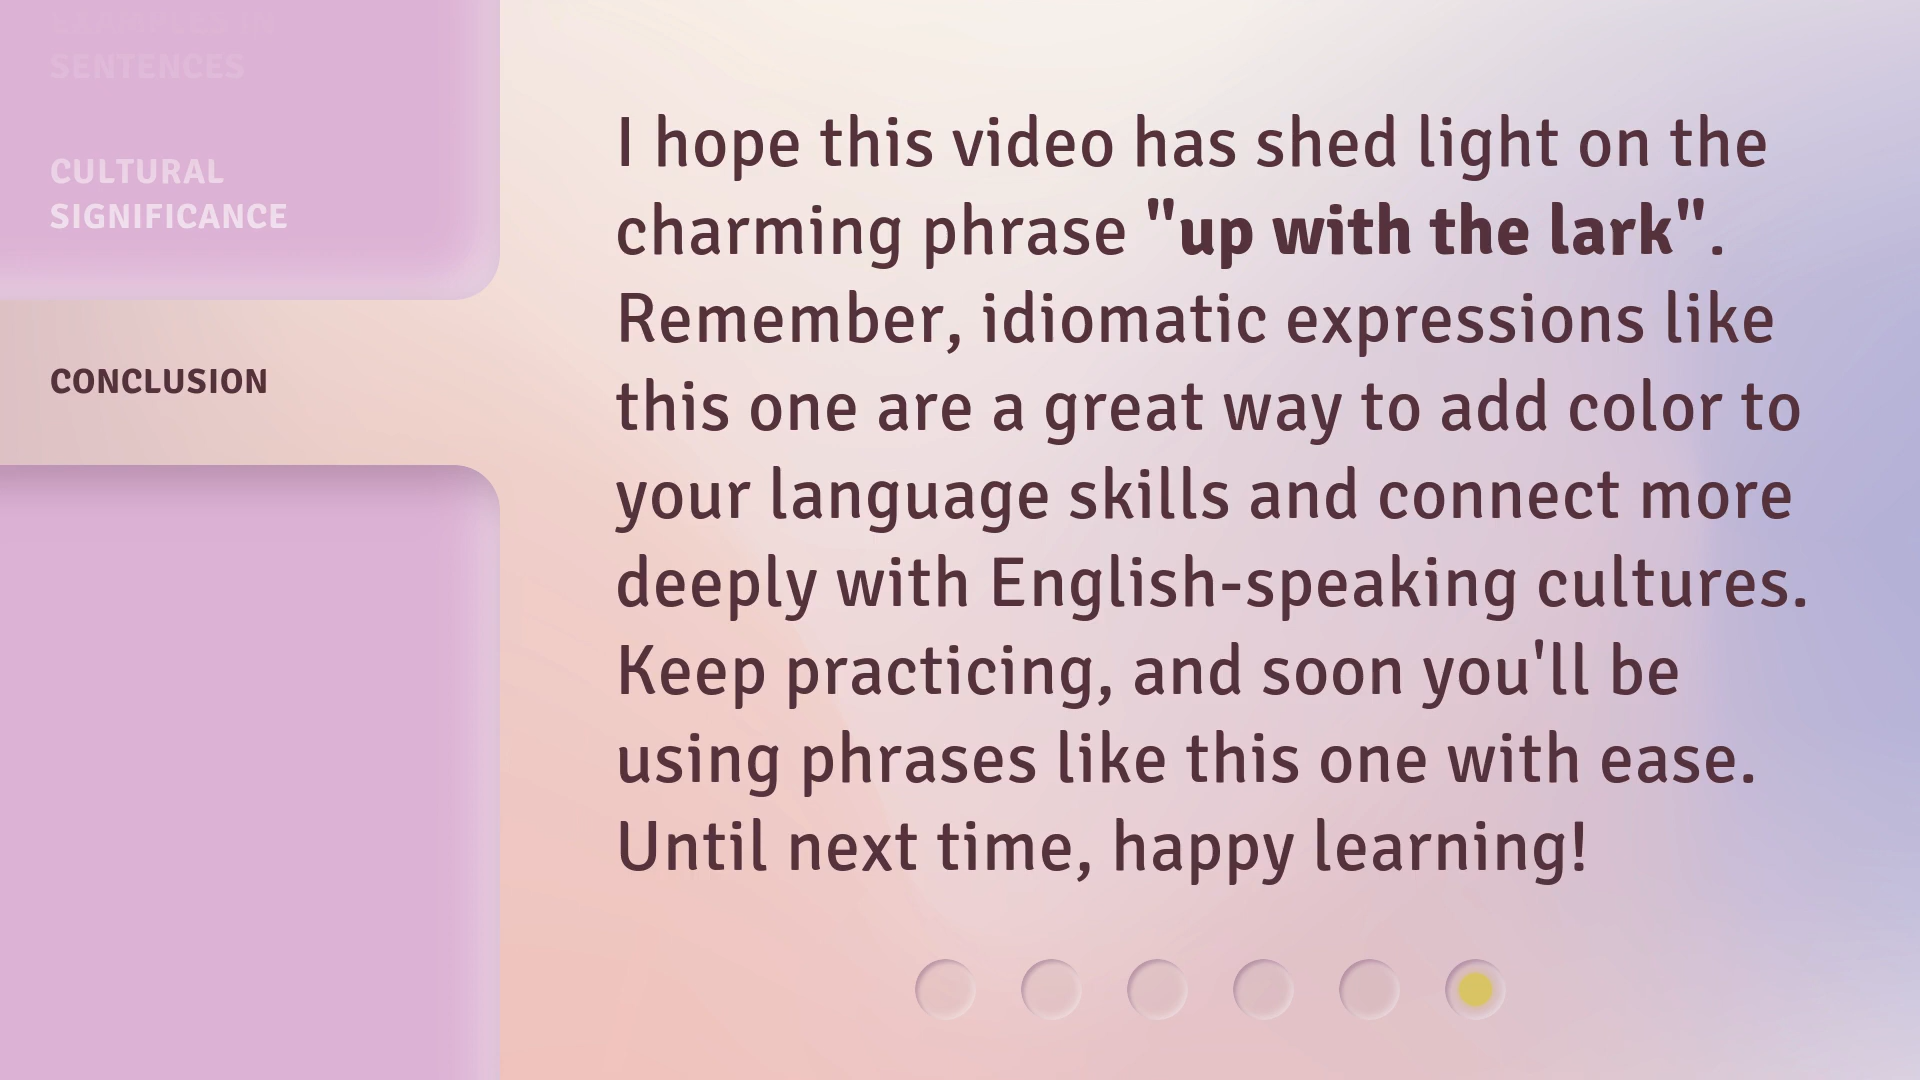 SENTENCES
CULTURAL
SIGNIFICANCE
CONCLUSION
I hope this video has shed light on the
charming phrase "up with the lark".
Remember, idiomatic expressions like
this one are a great way to add color to
your language skills and connect more
deeply with English-speaking cultures.
Keep practicing, and soon you'll be
using phrases like this one with ease.
Until next time, happy learning!